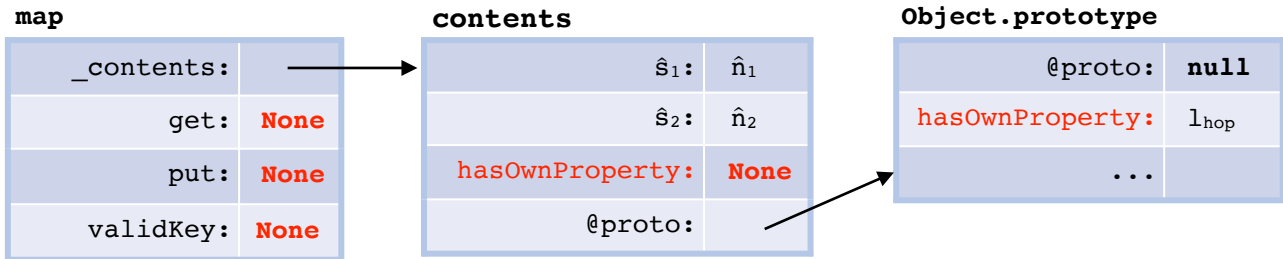 map
_contents:
get: None
put: None
validKey: None
contents
ŝ₁: n̂₁
ŝ₂: n̂₂
hasOwnProperty: None
@proto:
Object.prototype
@proto: null
hasOwnProperty: lhop
...